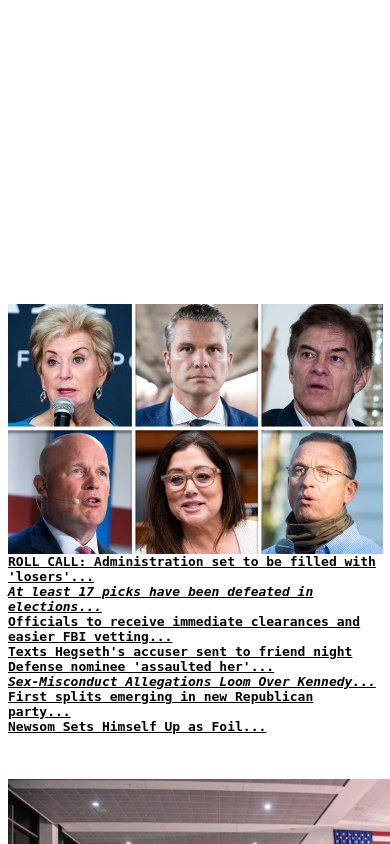 ROLL CALL: Administration set to be filled with
'losers'...
At least 17 picks have been defeated in
elections...
Officials to receive immediate clearances and
easier FBI vetting...
Texts Hegseth's accuser sent to friend night
Defense nominee 'assaulted her'...
Sex-Misconduct Allegations Loom Over Kennedy...
First splits emerging in new Republican
party...
Newsom Sets Himself Up as Foil...